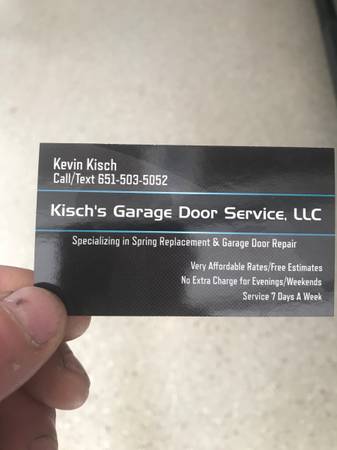 Kevin Kisch
Call/Text 651-503-5052
Kisch's Garage Door Service, LLC
Specializing in Spring Replacement & Garage Door Repair
Very Affordable Rates/Free Estimates
No Extra Charge for Evenings/Weekends
Service 7 Days A Week